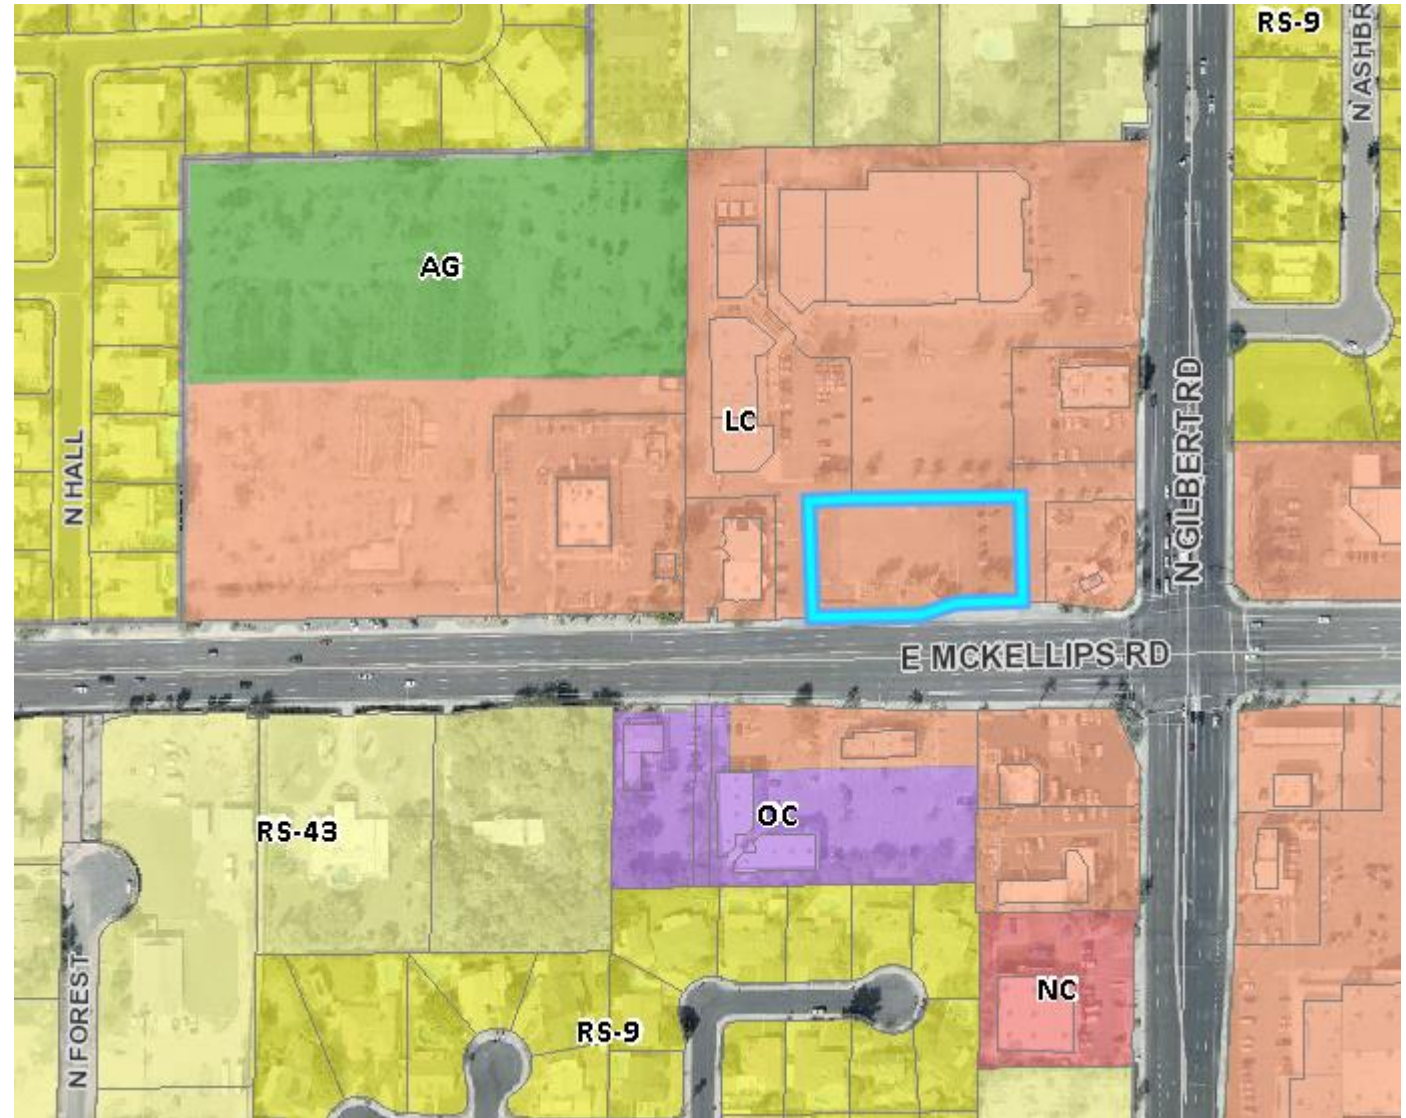 RS-9
N ASHBR
AG
LC
N HALL
N GILBERT RD
E MCKELLIPS RD
RS-43
OC
NC
RS-9
N FOREST